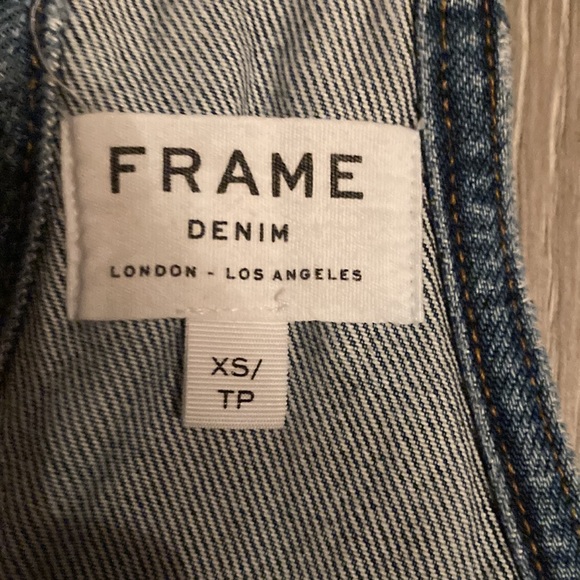 FRAME
DENIM
LONDON - LOS ANGELES
XS/
TP